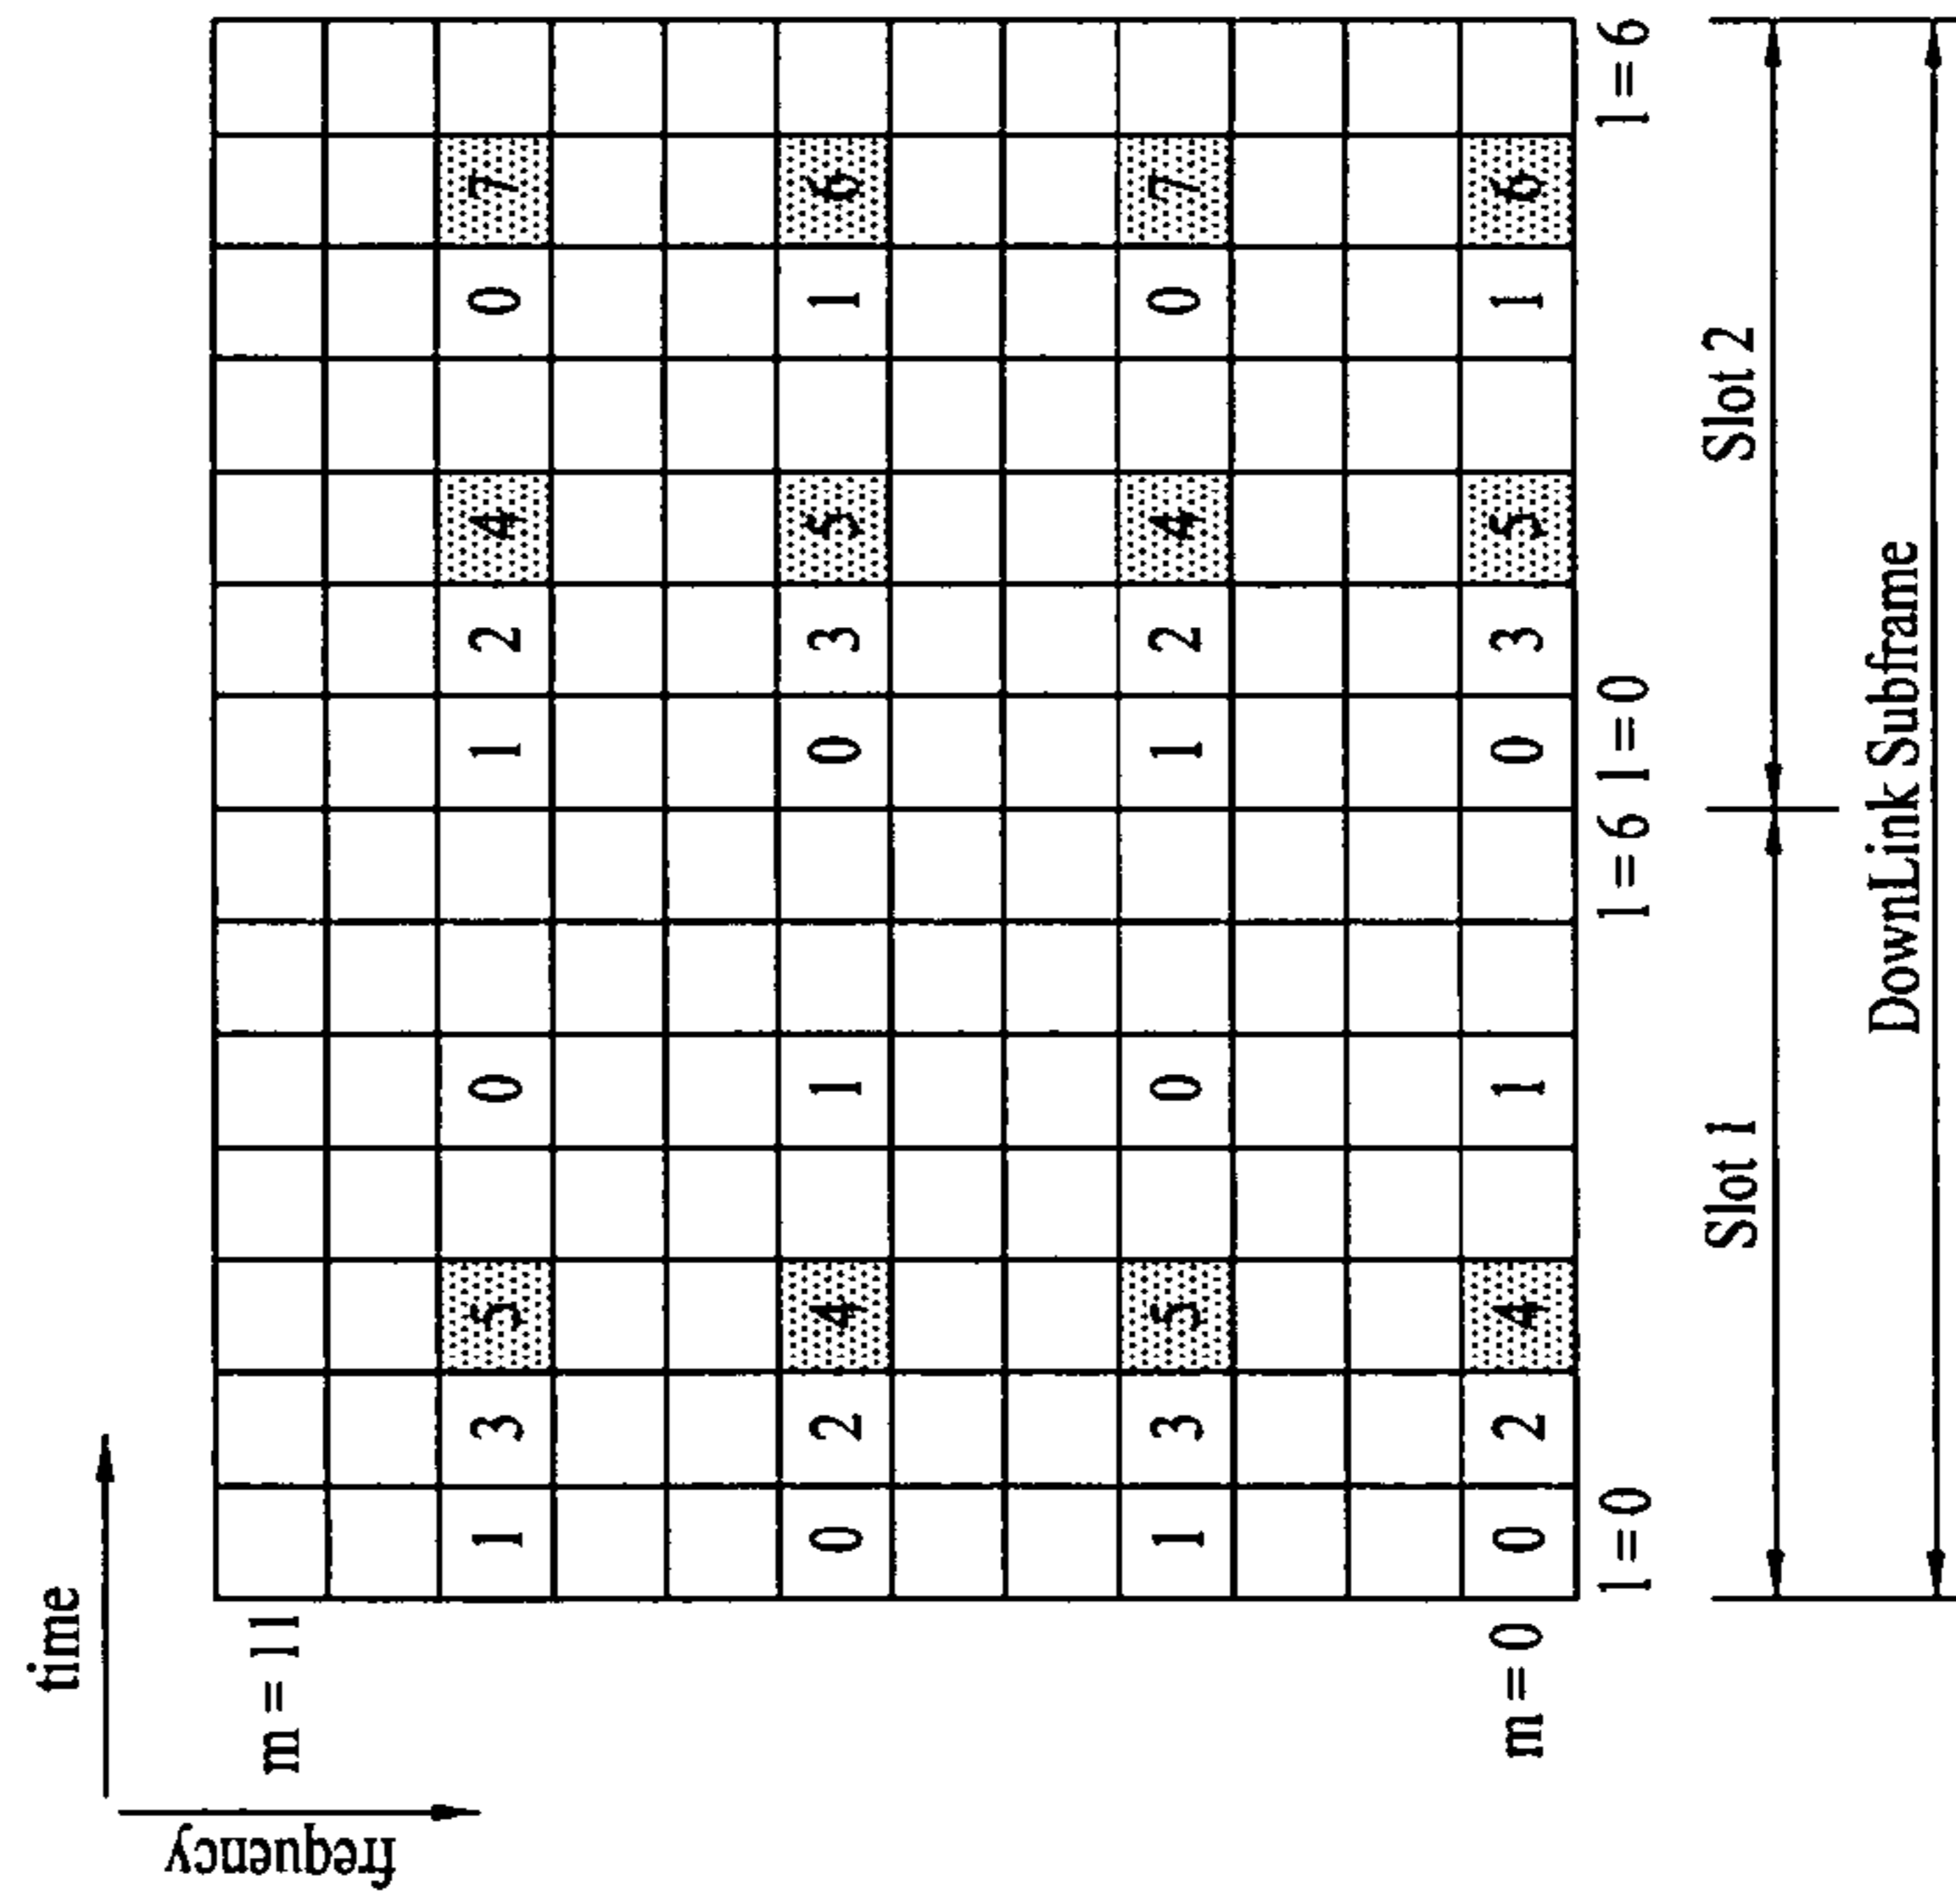 time
frequency
m = 11
1 3 5 0 1 2 4 0 7
0 2 4 1 0 3 5 1 6
1 3 5 0 1 2 4 0 7
m = 0 0 2 4 1 0 3 5 1 6
l = 0 l = 6 l = 0 l = 6
Slot 1 Slot 2
DownLink Subframe